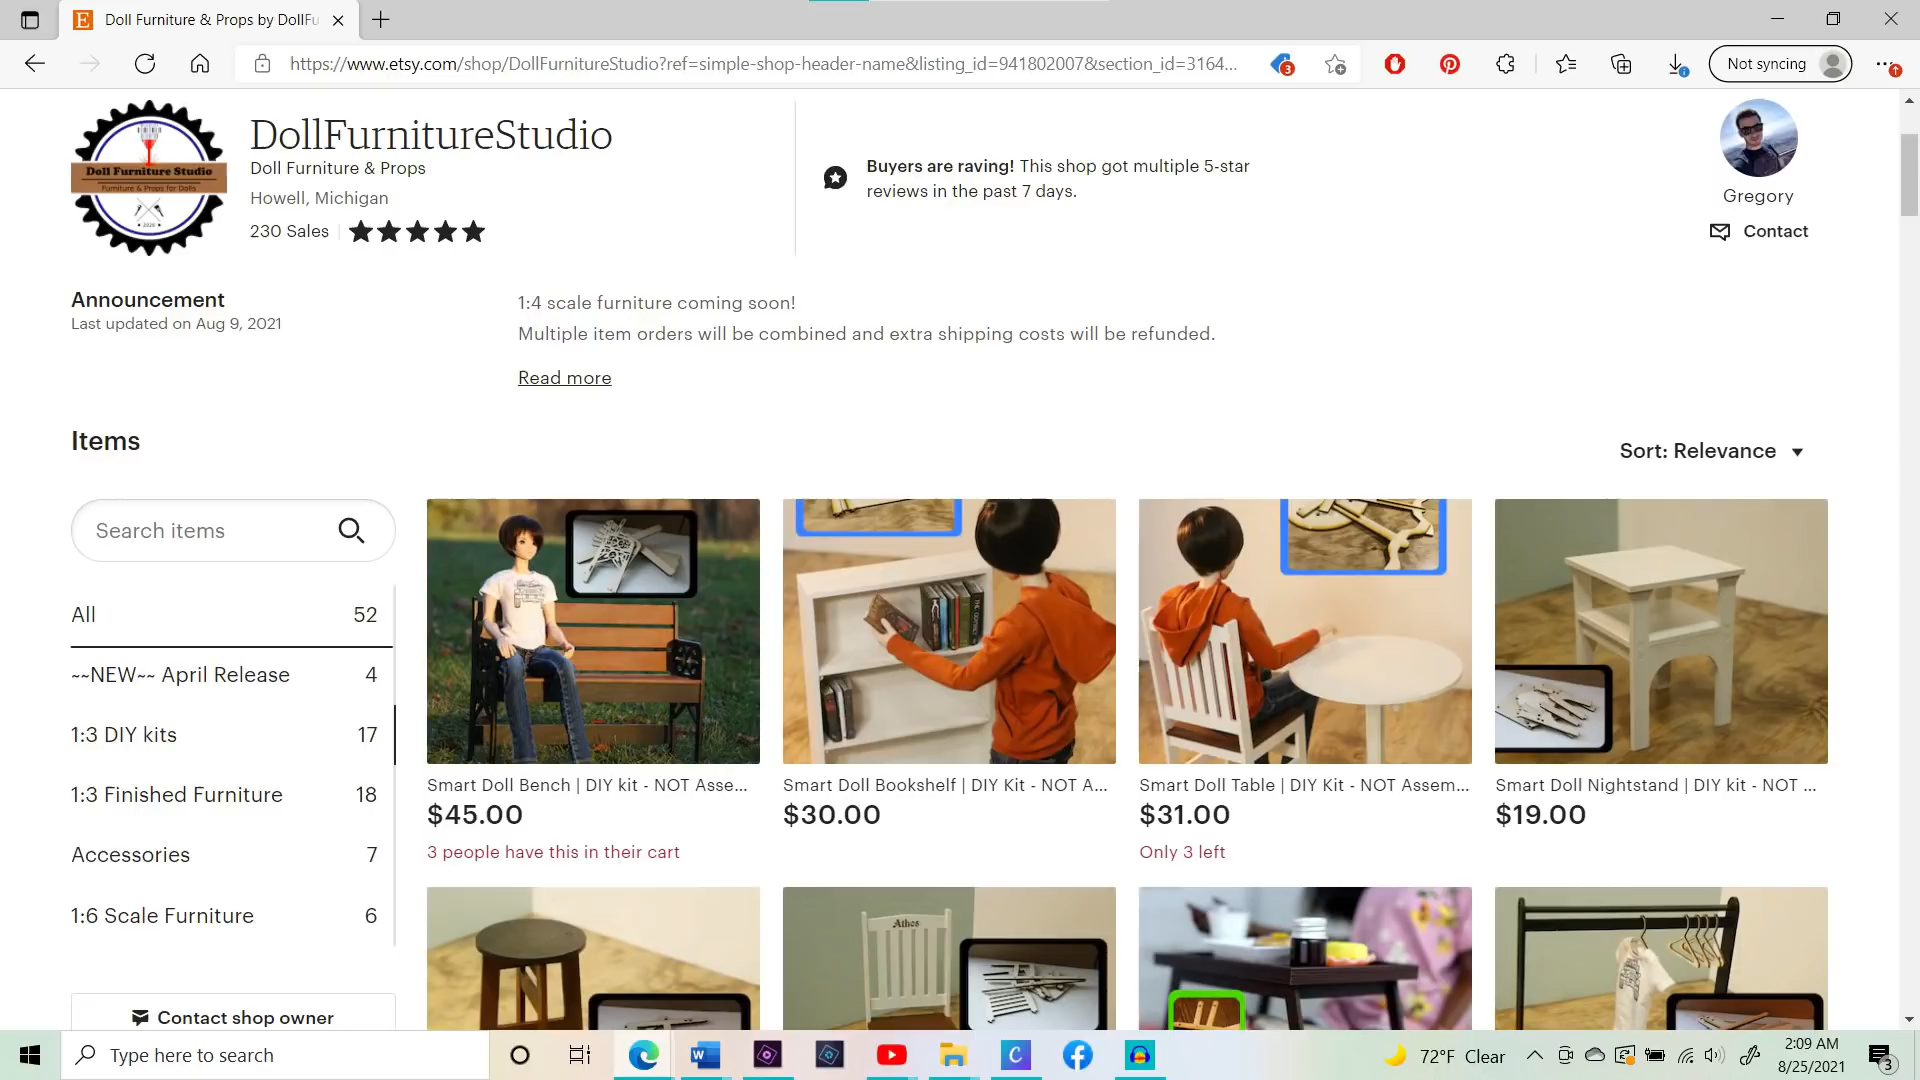 Doll Furniture & Props by DollFu
https://www.etsy.com/shop/DollFurnitureStudio?ref=simple-shop-header-name&listing_id=941802007&section_id=3164...
3
Not syncing
Doll Furniture Studio
Furniture & Props for Dolls
2020
DollFurnitureStudio
Doll Furniture & Props
Howell, Michigan
230 Sales
Buyers are raving! This shop got multiple 5-star
reviews in the past 7 days.
Gregory
Contact
Announcement
Last updated on Aug 9, 2021
1:4 scale furniture coming soon!
Multiple item orders will be combined and extra shipping costs will be refunded.
Read more
Items
Sort: Relevance
Search items
All 52
~~NEW~~ April Release 4
1:3 DIY kits 17
1:3 Finished Furniture 18
Accessories 7
1:6 Scale Furniture 6
Contact shop owner
Smart Doll Bench | DIY kit - NOT Asse...
$45.00
3 people have this in their cart
Smart Doll Bookshelf | DIY Kit - NOT A...
$30.00
Smart Doll Table | DIY Kit - NOT Assem...
$31.00
Only 3 left
Smart Doll Nightstand | DIY kit - NOT ...
$19.00
Athos
Type here to search
72°F Clear
2:09 AM
8/25/2021
3